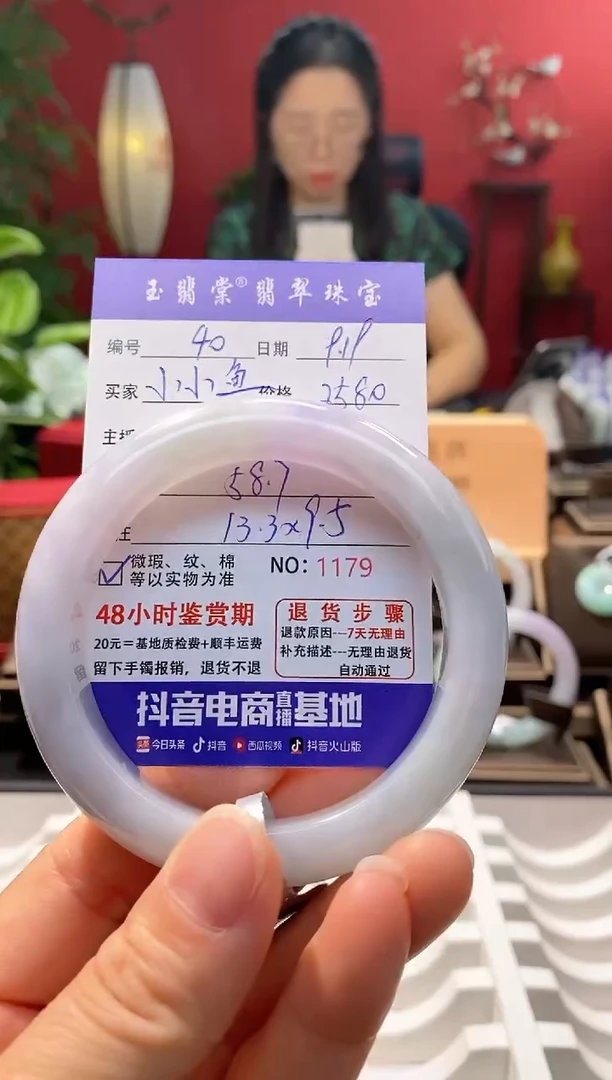 玉翡棠®翡翠珠宝
编号 40 日期 9.19
买家 小小鱼 价格 2580
主播
58.7
13.3x9.5
微瑕、纹、棉
等以实物为准
NO: 1179
48小时鉴赏期
20元=基地质检费+顺丰运费
留下手镯报销，退货不退
退货步骤
退款原因---7天无理由
补充描述---无理由退货
自动通过
抖音电商直播基地
头条 今日头条 抖音 西瓜视频 抖音火山版